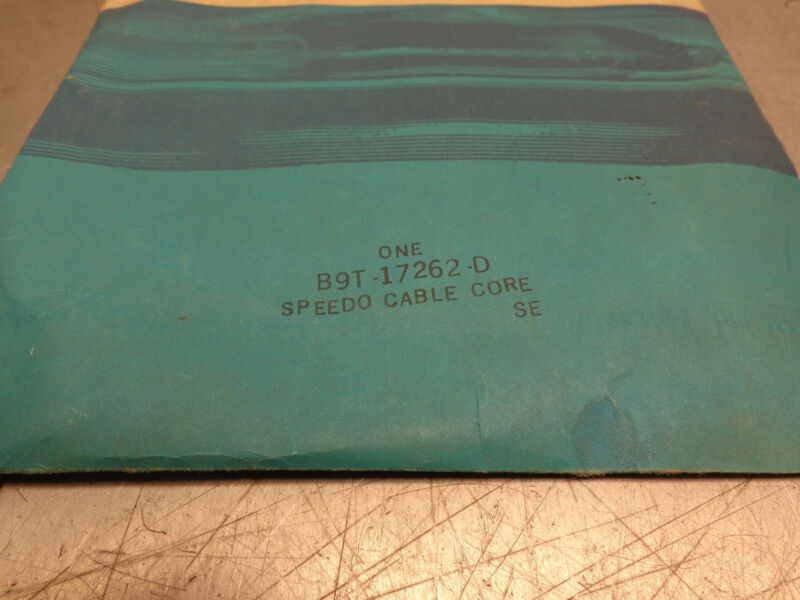 ONE
B9T-17262-D
SPEEDO CABLE CORE
SE